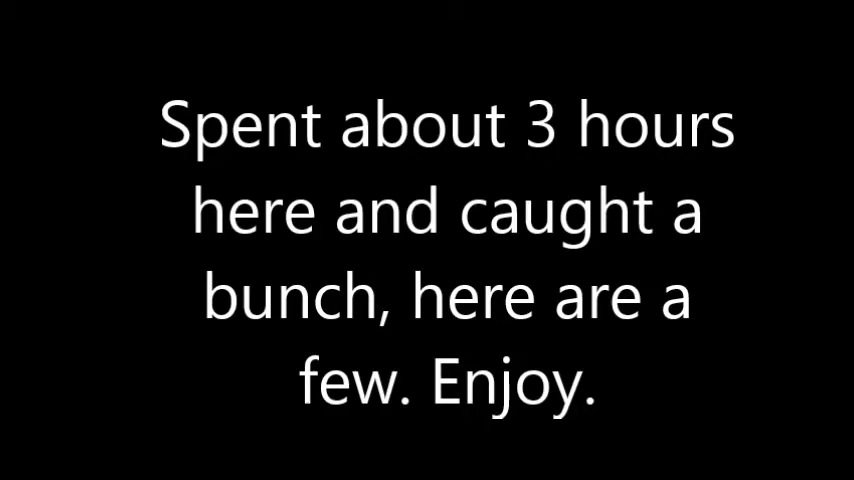 Spent about 3 hours
here and caught a
bunch, here are a
few. Enjoy.